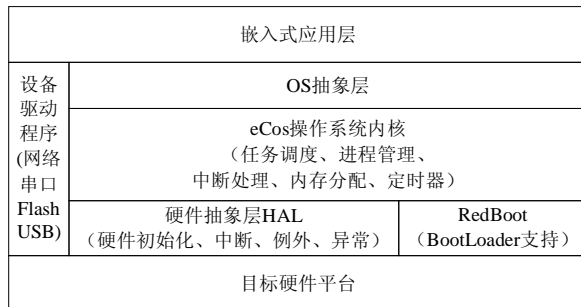 嵌入式应用层
设备
驱动
程序
(网络
串口
Flash
USB)
OS抽象层
eCos操作系统内核
（任务调度、进程管理、
中断处理、内存分配、定时器）
硬件抽象层HAL
（硬件初始化、中断、例外、异常）
RedBoot
（BootLoader支持）
目标硬件平台